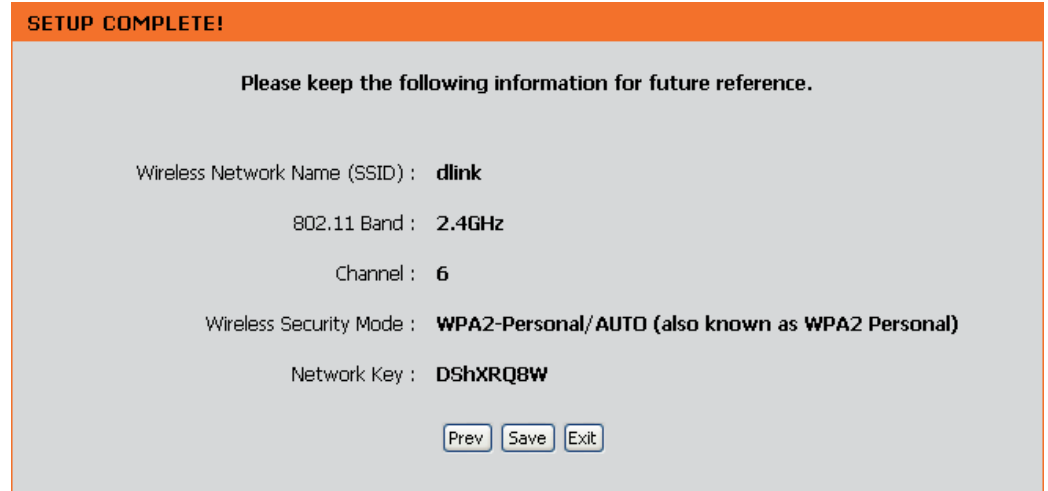 SETUP COMPLETE!
Please keep the following information for future reference.
Wireless Network Name (SSID) : dlink
802.11 Band : 2.4GHz
Channel : 6
Wireless Security Mode : WPA2-Personal/AUTO (also known as WPA2 Personal)
Network Key : DShXRQ8W
Prev Save Exit